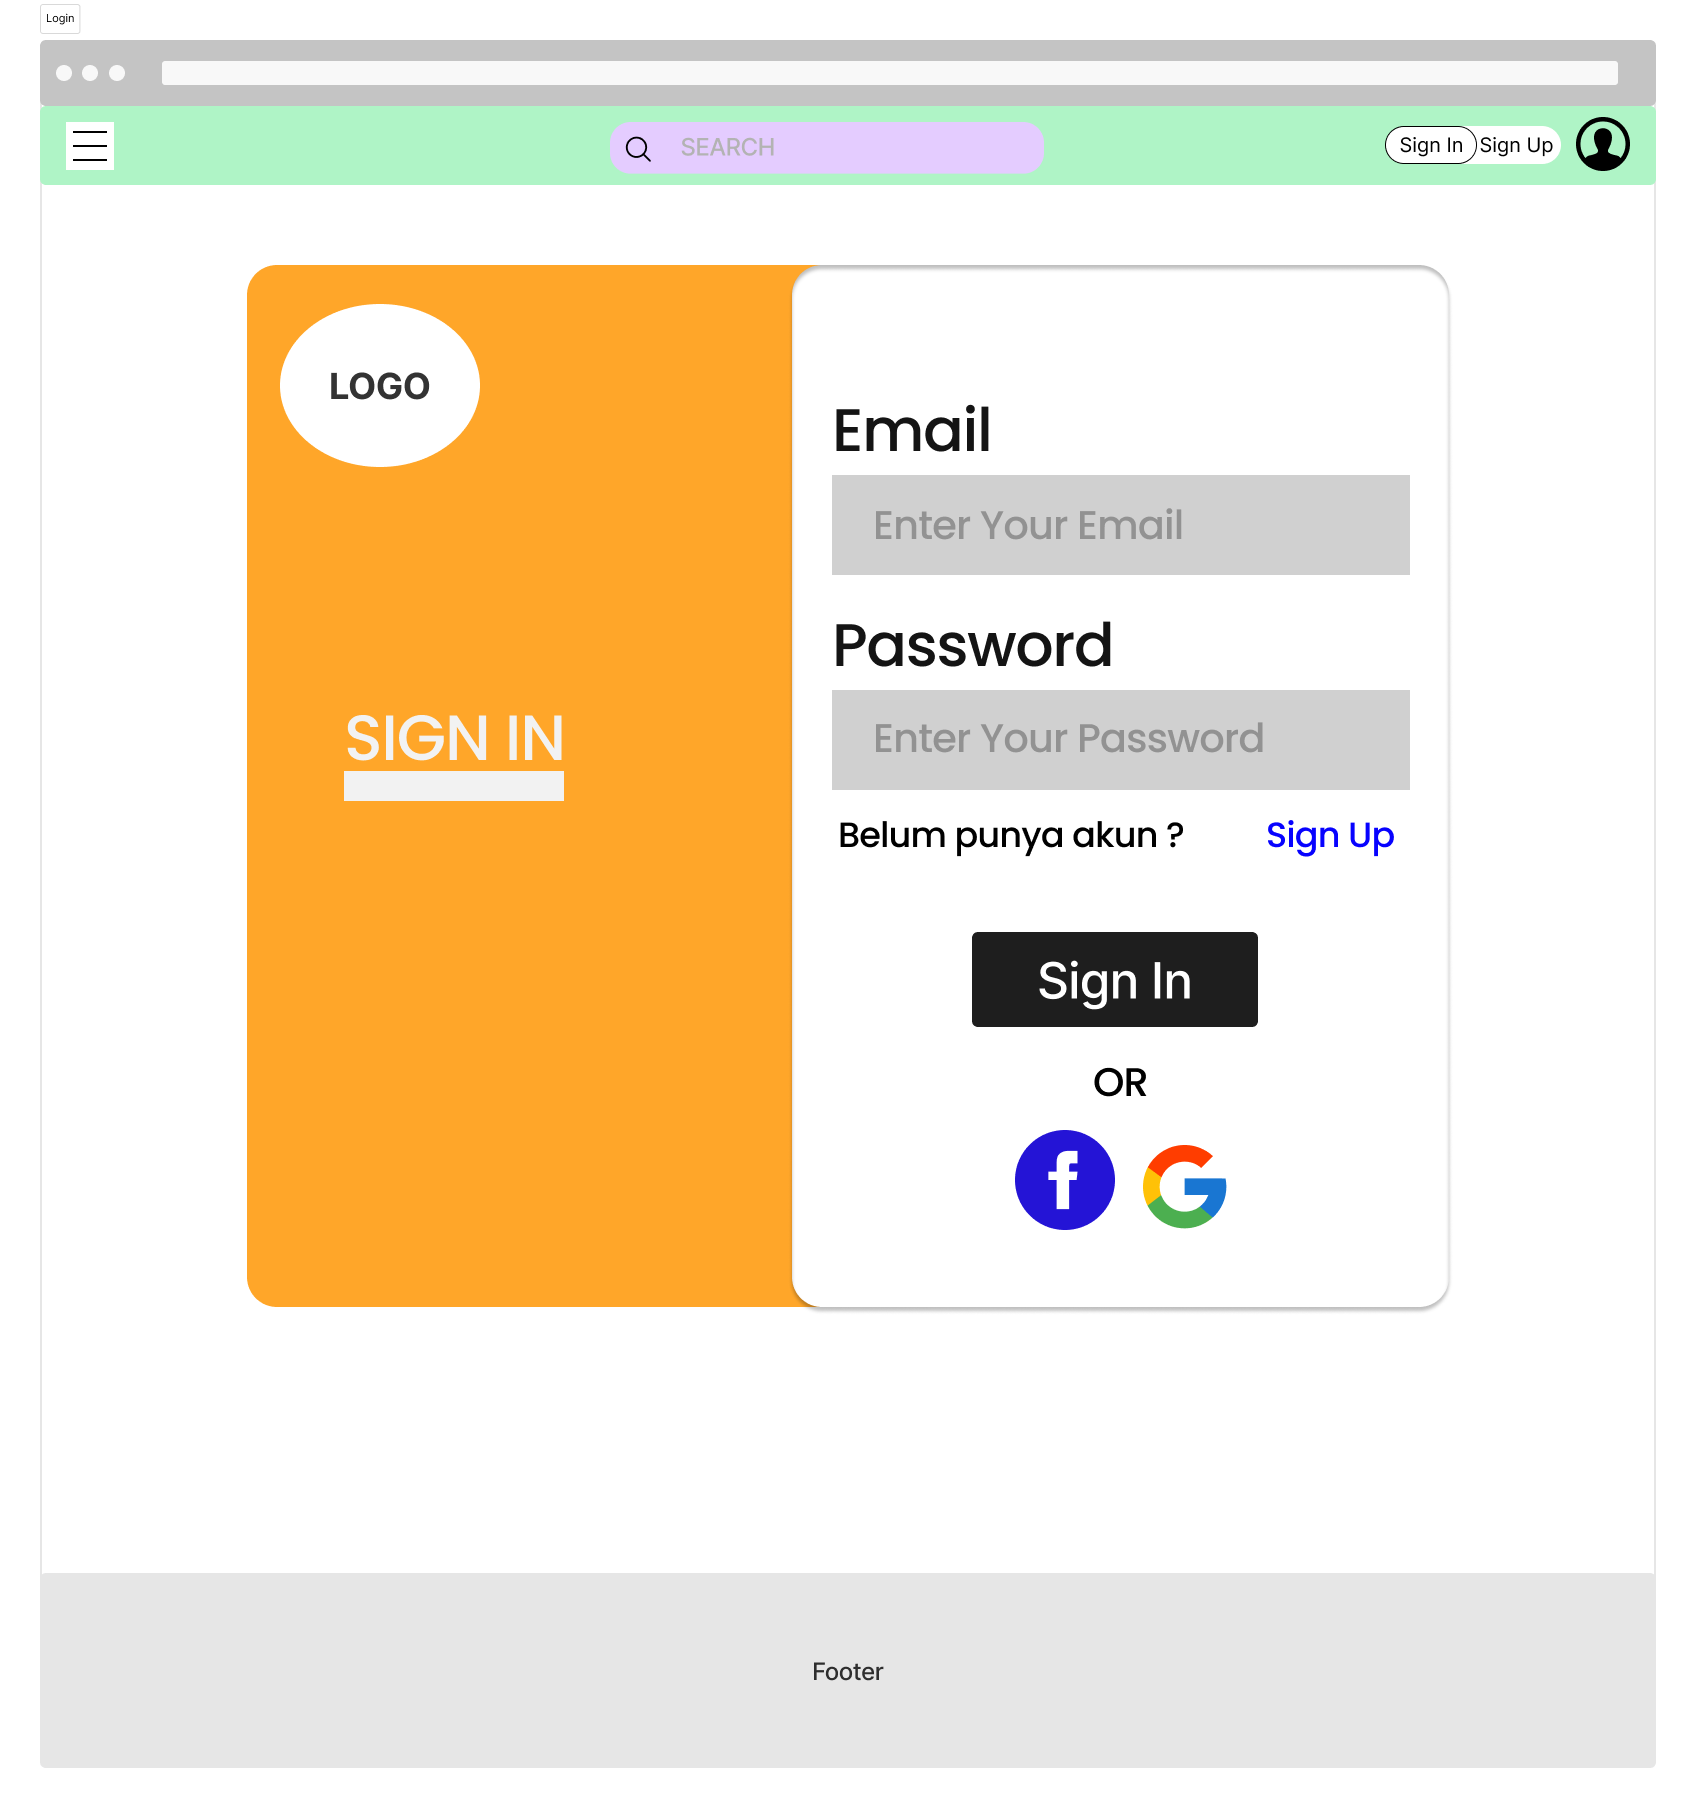 Login
SEARCH
Sign In Sign Up
LOGO
SIGN IN
Email
Enter Your Email
Password
Enter Your Password
Belum punya akun ? Sign Up
Sign In
OR
Footer